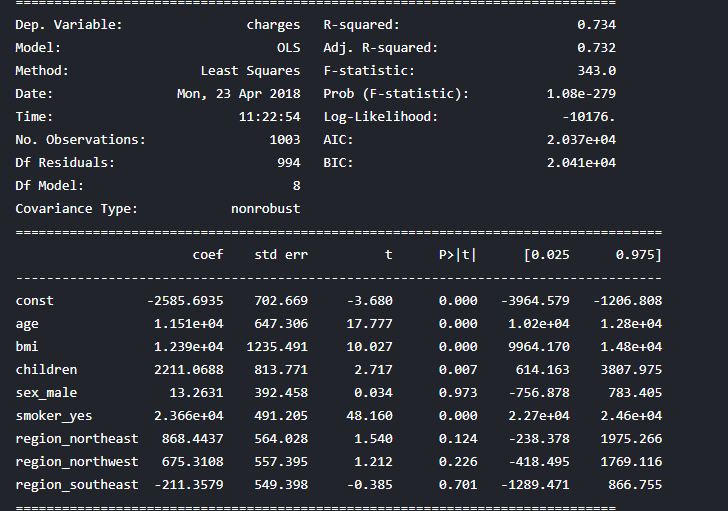 ==============================================================================
Dep. Variable:                charges   R-squared:                       0.734
Model:                            OLS   Adj. R-squared:                  0.732
Method:                 Least Squares   F-statistic:                     343.0
Date:                Mon, 23 Apr 2018   Prob (F-statistic):          1.08e-279
Time:                        11:22:54   Log-Likelihood:                -10176.
No. Observations:                1003   AIC:                         2.037e+04
Df Residuals:                     994   BIC:                         2.041e+04
Df Model:                           8
Covariance Type:            nonrobust
====================================================================================
                       coef    std err          t      P>|t|      [0.025      0.975]
------------------------------------------------------------------------------------
const            -2585.6935    702.669     -3.680      0.000   -3964.579   -1206.808
age               1.151e+04    647.306     17.777      0.000    1.02e+04    1.28e+04
bmi               1.239e+04   1235.491     10.027      0.000    9964.170    1.48e+04
children          2211.0688    813.771      2.717      0.007     614.163    3807.975
sex_male            13.2631    392.458      0.034      0.973    -756.878     783.405
smoker_yes        2.366e+04    491.205     48.160      0.000    2.27e+04    2.46e+04
region_northeast   868.4437    564.028      1.540      0.124    -238.378    1975.266
region_northwest   675.3108    557.395      1.212      0.226    -418.495    1769.116
region_southeast  -211.3579    549.398     -0.385      0.701   -1289.471     866.755
==============================================================================